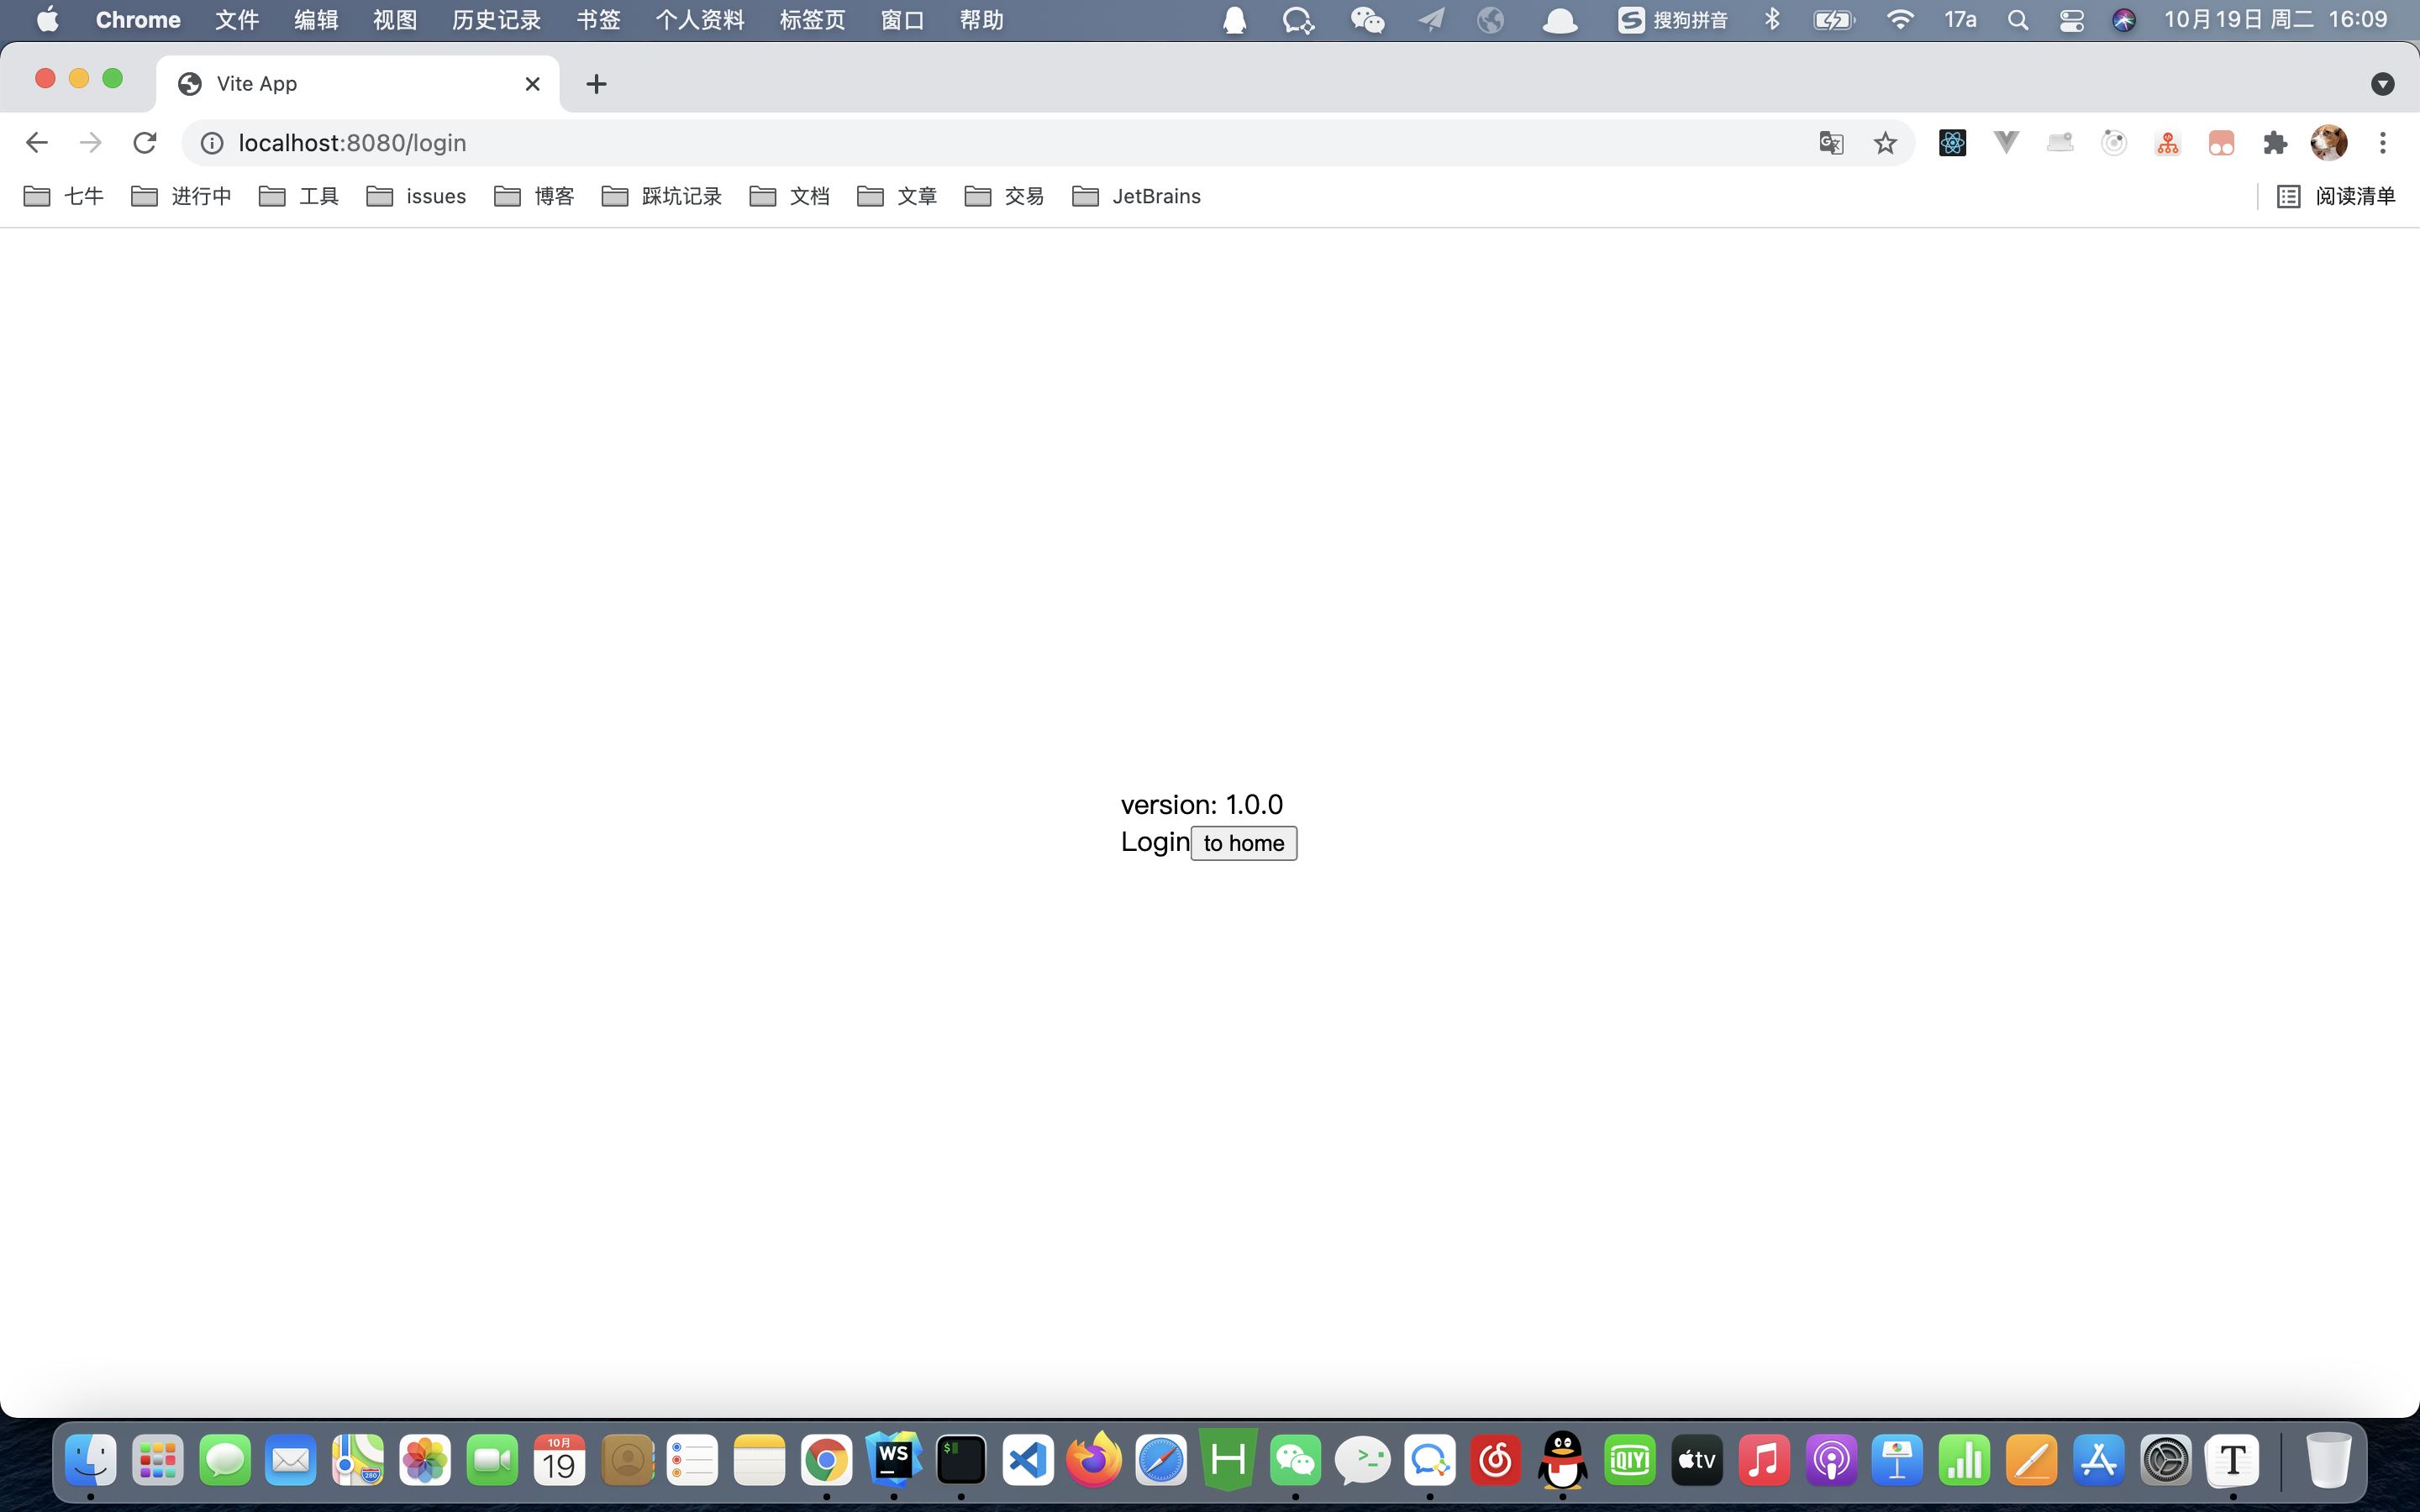 Chrome 文件 编辑 视图 历史记录 书签 个人资料 标签页 窗口 帮助 搜狗拼音 17a 10月19日 周二 16:09
Vite App
localhost:8080/login
七牛 进行中 工具 issues 博客 踩坑记录 文档 文章 交易 JetBrains 阅读清单
version: 1.0.0
Login to home
10月
19
280
WS
$
H
iQIYI
tv
T